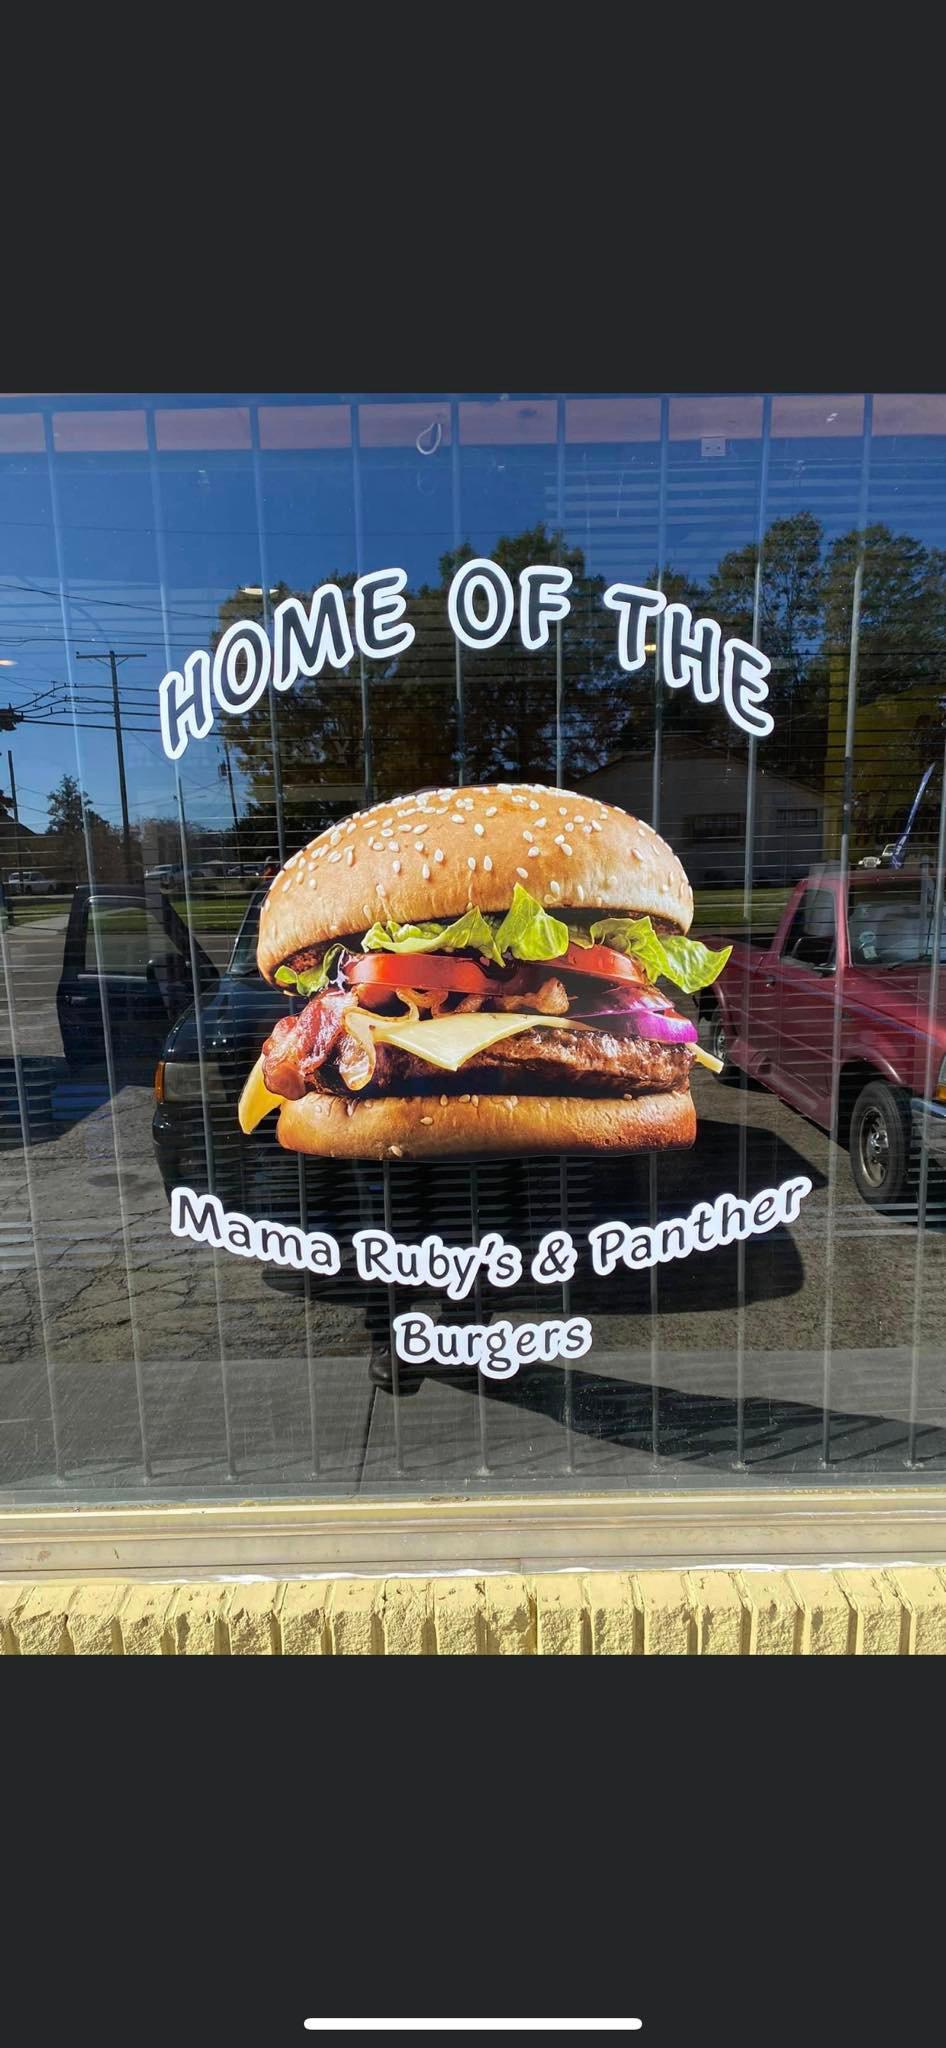 HOME OF THE
Mama Ruby's & Panther
Burgers